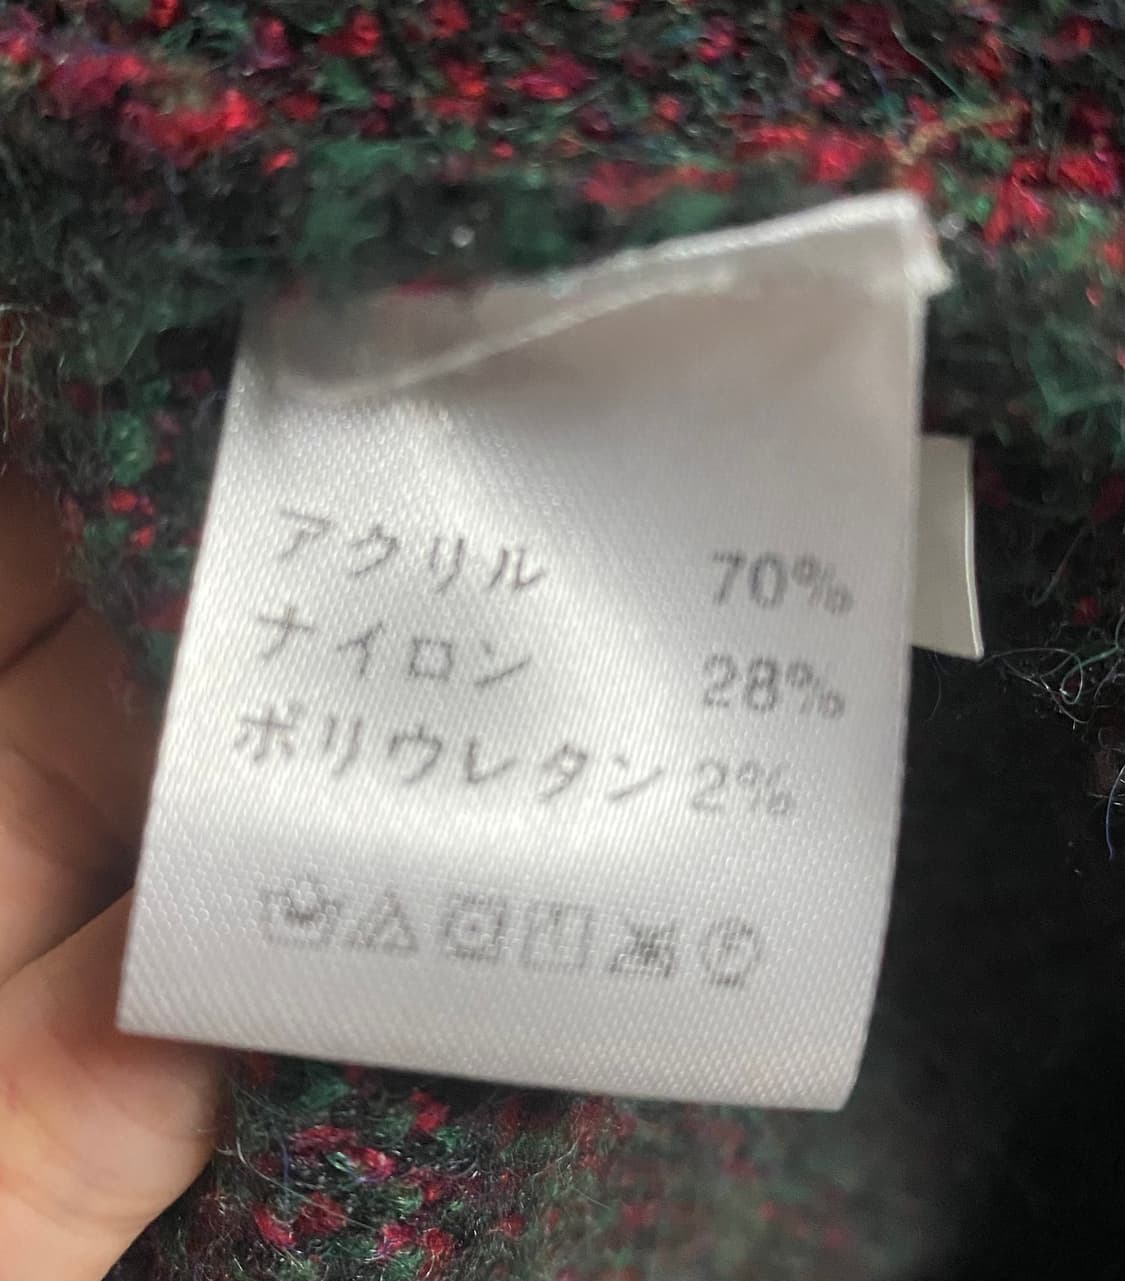 アクリル 70%
ナイロン 28%
ポリウレタン 2%